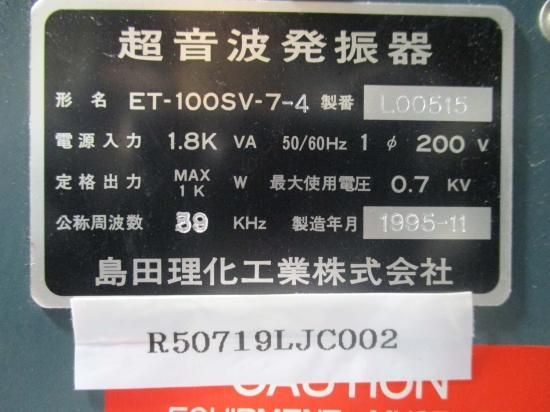 超音波発振器
形名 ET-100SV-7-4 製番 L00515
電源入力 1.8K VA 50/60Hz 1 φ 200 V
定格出力 MAX 1K W 最大使用電圧 0.7 KV
公称周波数 39 KHz 製造年月 1995-11
島田理化工業株式会社
R50719LJC002
CAUTION